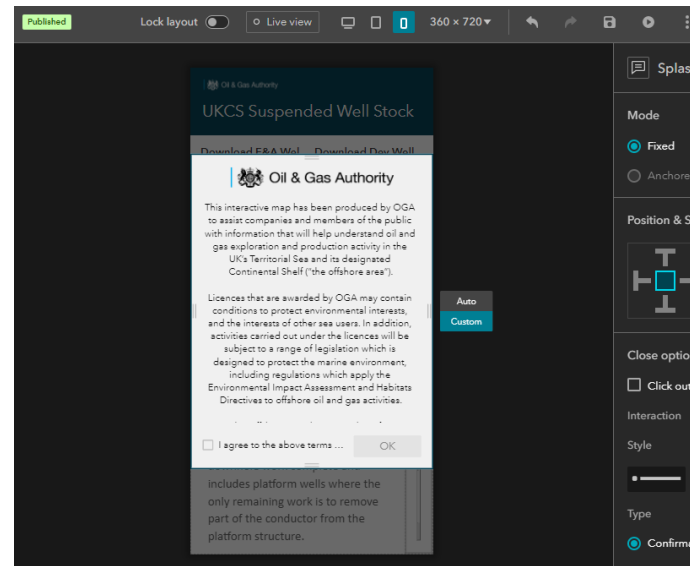 Published
Lock layout
Live view
360 × 720
Splas
Oil & Gas Authority
UKCS Suspended Well Stock
Download E&A Wel
Download Dev Well
Mode
Fixed
Anchore
Position & S
Oil & Gas Authority
This interactive map has been produced by OGA
to assist companies and members of the public
with information that will help understand oil and
gas exploration and production activity in the
UK's Territorial Sea and its designated
Continental Shelf ("the offshore area").
Licences that are awarded by OGA may contain
conditions to protect environmental interests,
and the interests of other sea users. In addition,
activities carried out under the licences will be
subject to a range of legislation which is
designed to protect the marine environment,
including regulations which apply the
Environmental Impact Assessment and Habitats
Directives to offshore oil and gas activities.
I agree to the above terms ...
OK
Auto
Custom
includes platform wells where the
only remaining work is to remove
part of the conductor from the
platform structure.
Close optio
Click out
Interaction
Style
Type
Confirma